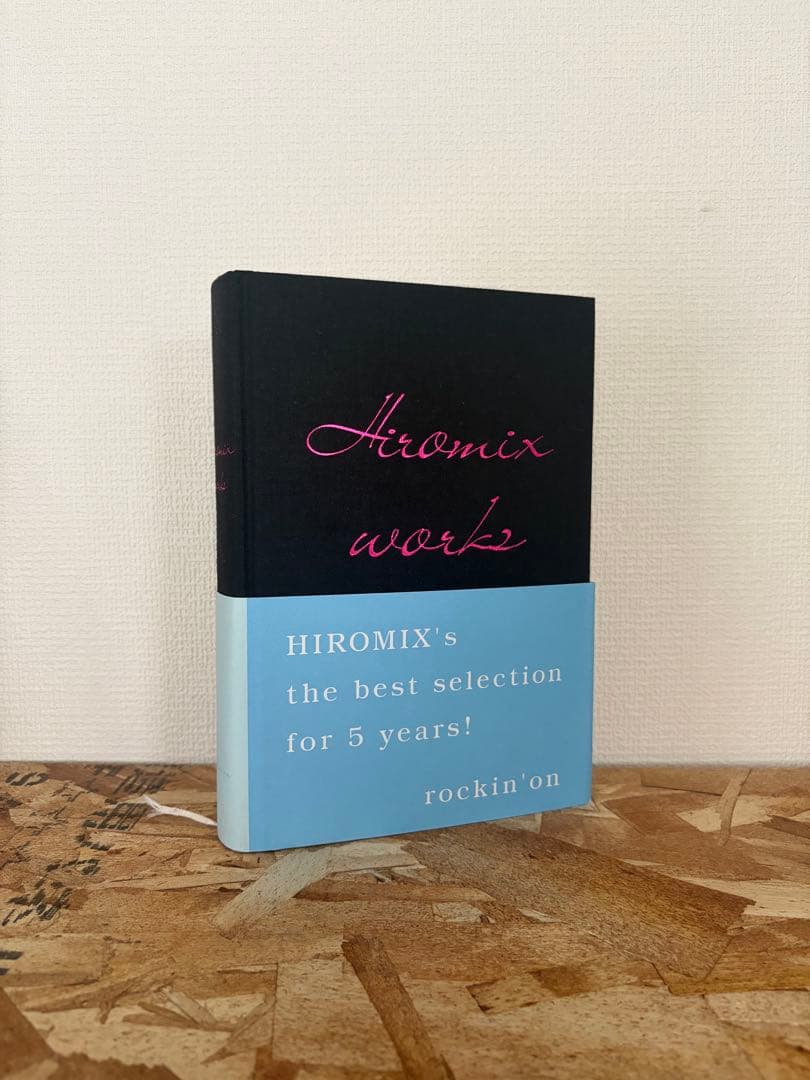 Hiromix
works
HIROMIX's
the best selection
for 5 years!
rockin'on